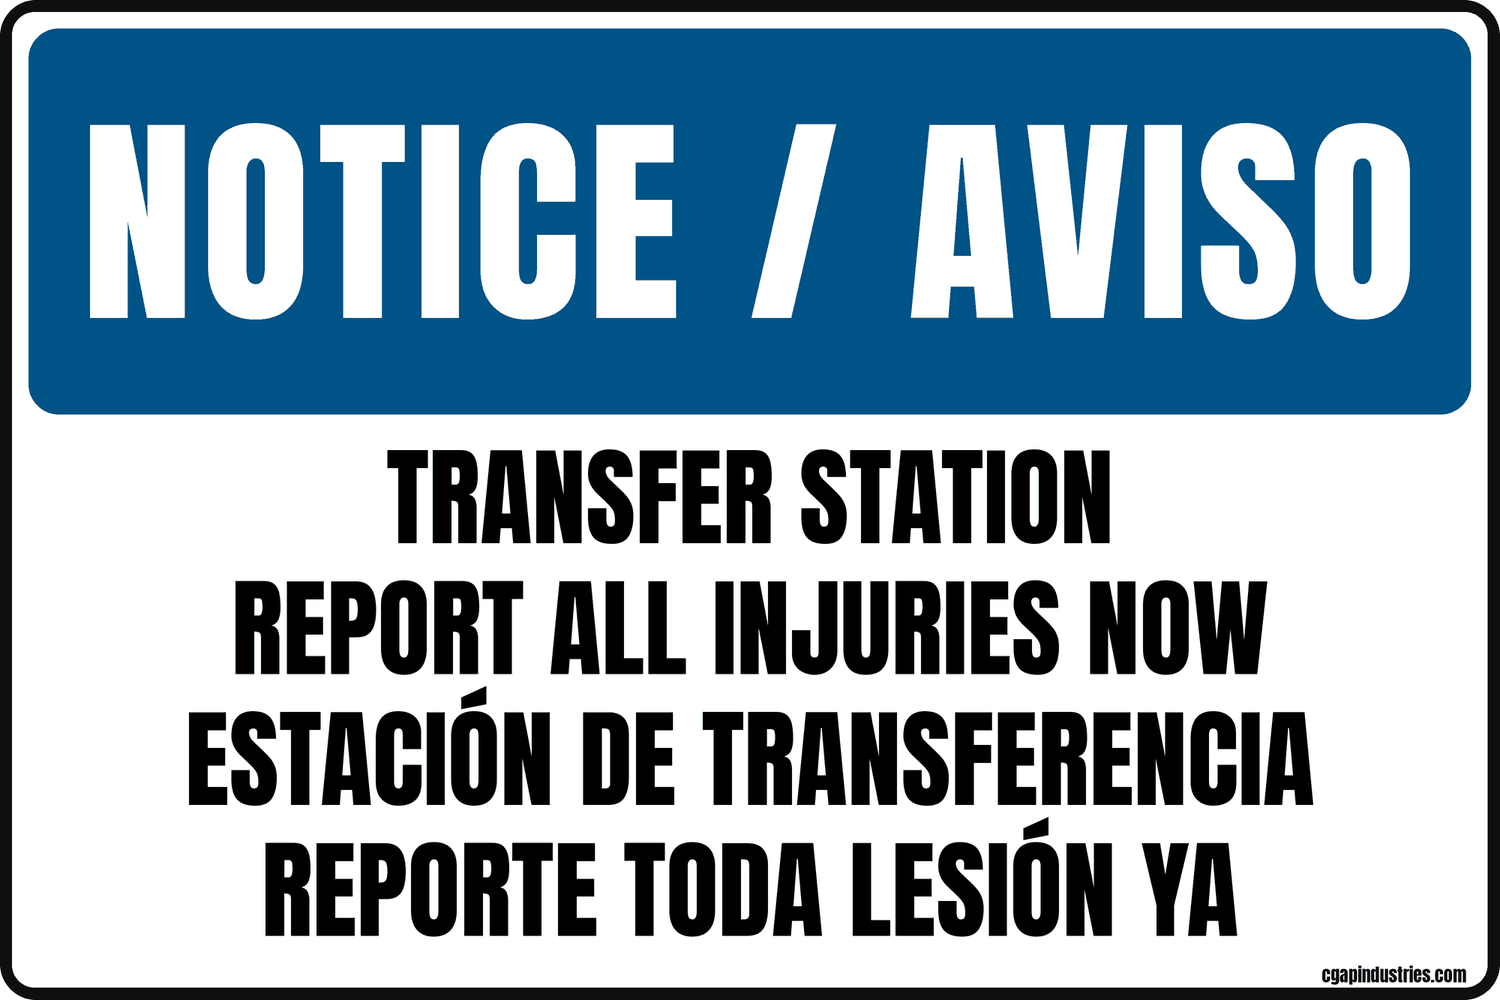 NOTICE / AVISO
TRANSFER STATION
REPORT ALL INJURIES NOW
ESTACIÓN DE TRANSFERENCIA
REPORTE TODA LESIÓN YA
cgapindustries.com